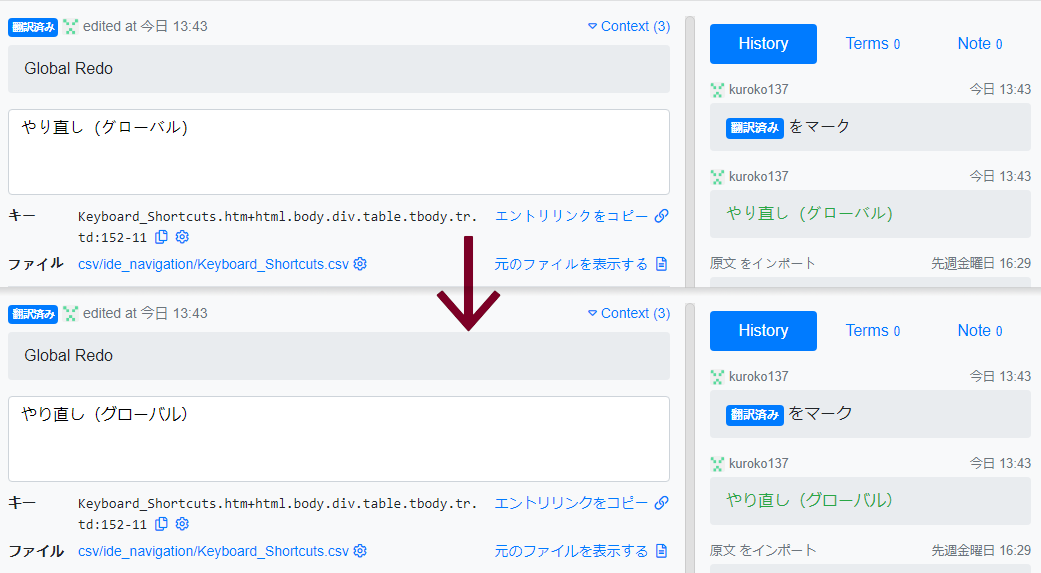 翻訳済み edited at 今日 13:43 Context (3)
Global Redo
やり直し（グローバル）
キー Keyboard_Shortcuts.htm+html.body.div.table.tbody.tr.
td:152-11
エントリリンクをコピー
ファイル csv/ide_navigation/Keyboard_Shortcuts.csv 元のファイルを表示する
History Terms 0 Note 0
kuroko137 今日 13:43
翻訳済み をマーク
kuroko137 今日 13:43
やり直し（グローバル）
原文 をインポート 先週金曜日 16:29
翻訳済み edited at 今日 13:43 Context (3)
Global Redo
やり直し（グローバル）
キー Keyboard_Shortcuts.htm+html.body.div.table.tbody.tr.
td:152-11
エントリリンクをコピー
ファイル csv/ide_navigation/Keyboard_Shortcuts.csv 元のファイルを表示する
History Terms 0 Note 0
kuroko137 今日 13:43
翻訳済み をマーク
kuroko137 今日 13:43
やり直し（グローバル）
原文 をインポート 先週金曜日 16:29